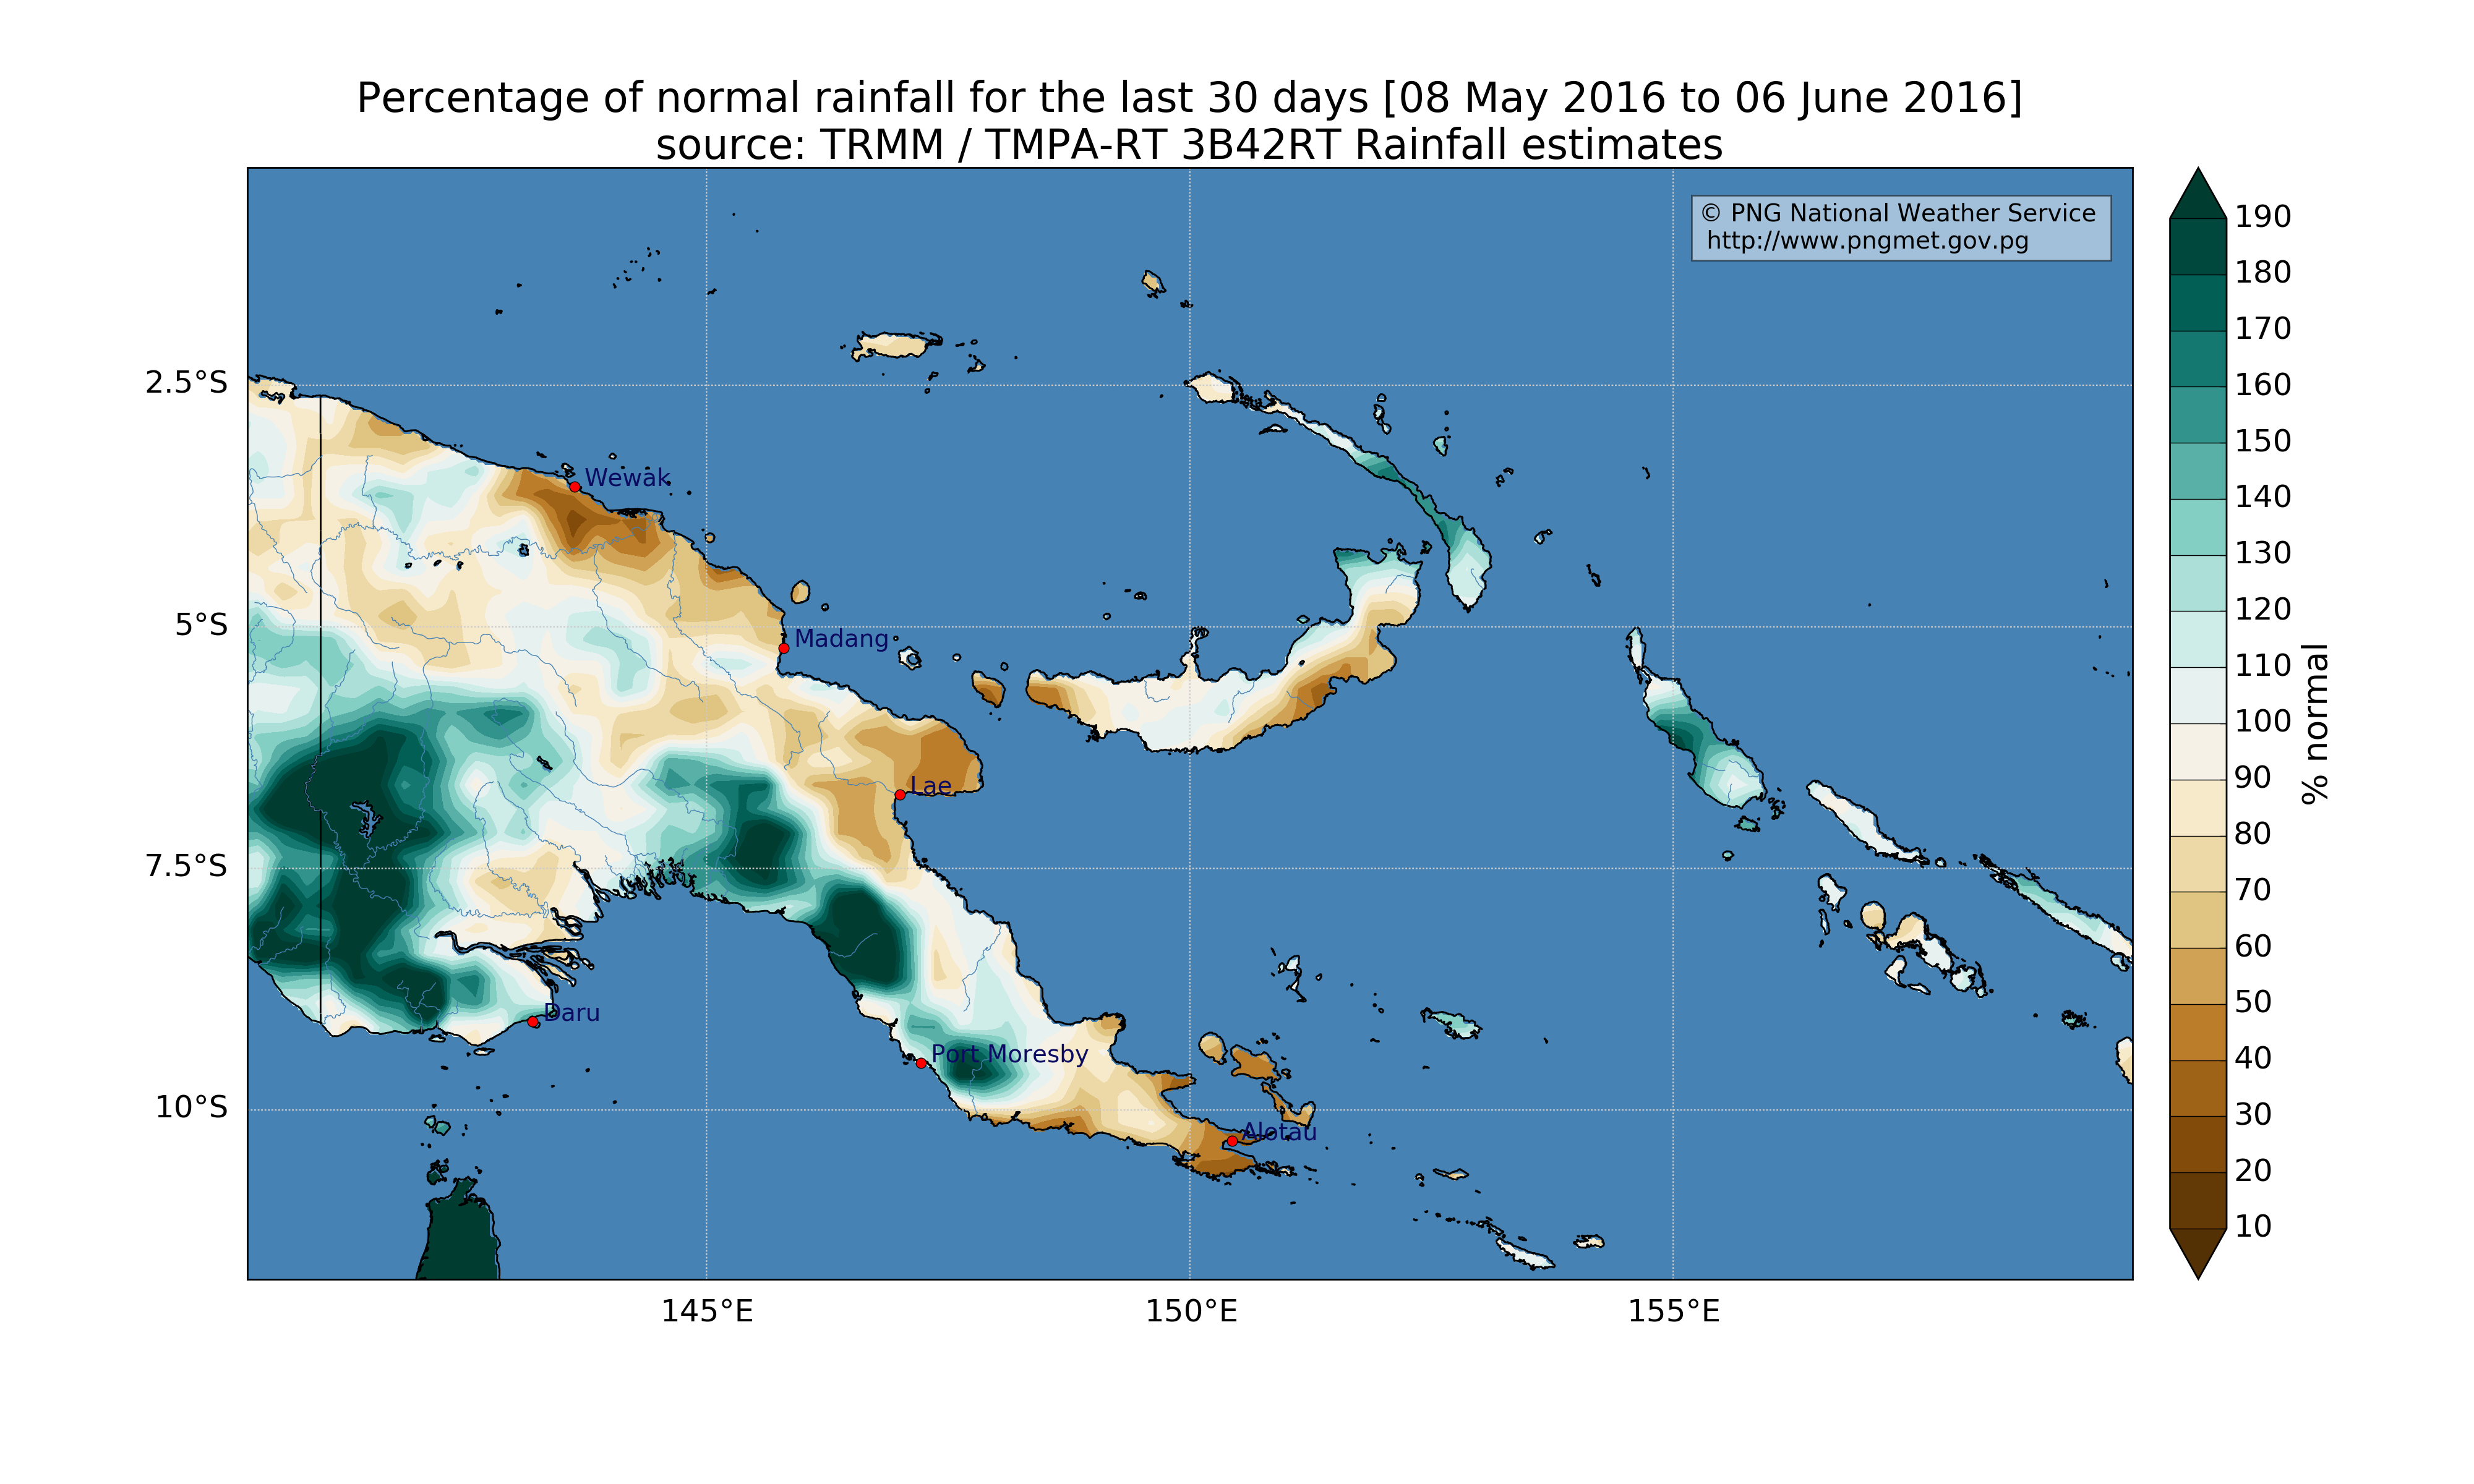 Percentage of normal rainfall for the last 30 days [08 May 2016 to 06 June 2016]
source: TRMM / TMPA-RT 3B42RT Rainfall estimates
© PNG National Weather Service
http://www.pngmet.gov.pg
2.5°S
5°S
7.5°S
10°S
Wewak
Madang
Lae
Daru
Port Moresby
Alotau
145°E
150°E
155°E
190
180
170
160
150
140
130
120
110
100
90
80
70
60
50
40
30
20
10
% normal